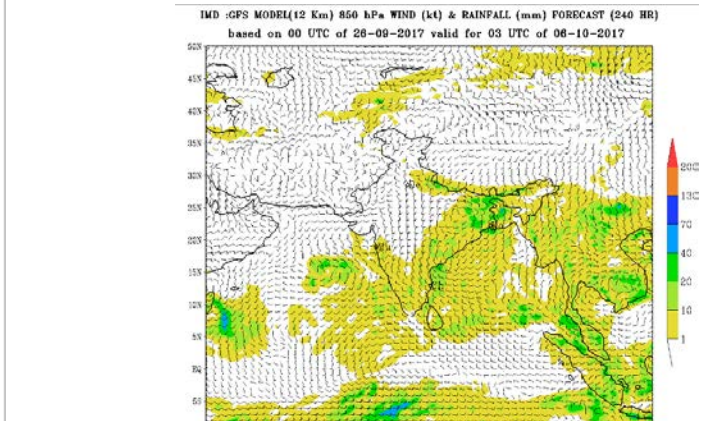 IMD :GFS MODEL(12 Km) 850 hPa WIND (kt) & RAINFALL (mm) FORECAST (240 HR)
based on 00 UTC of 26-09-2017 valid for 03 UTC of 06-10-2017
50N
45N
40N
35N
30N
25N
20N
15N
10N
5N
EQ
5S
200
130
70
40
20
10
1